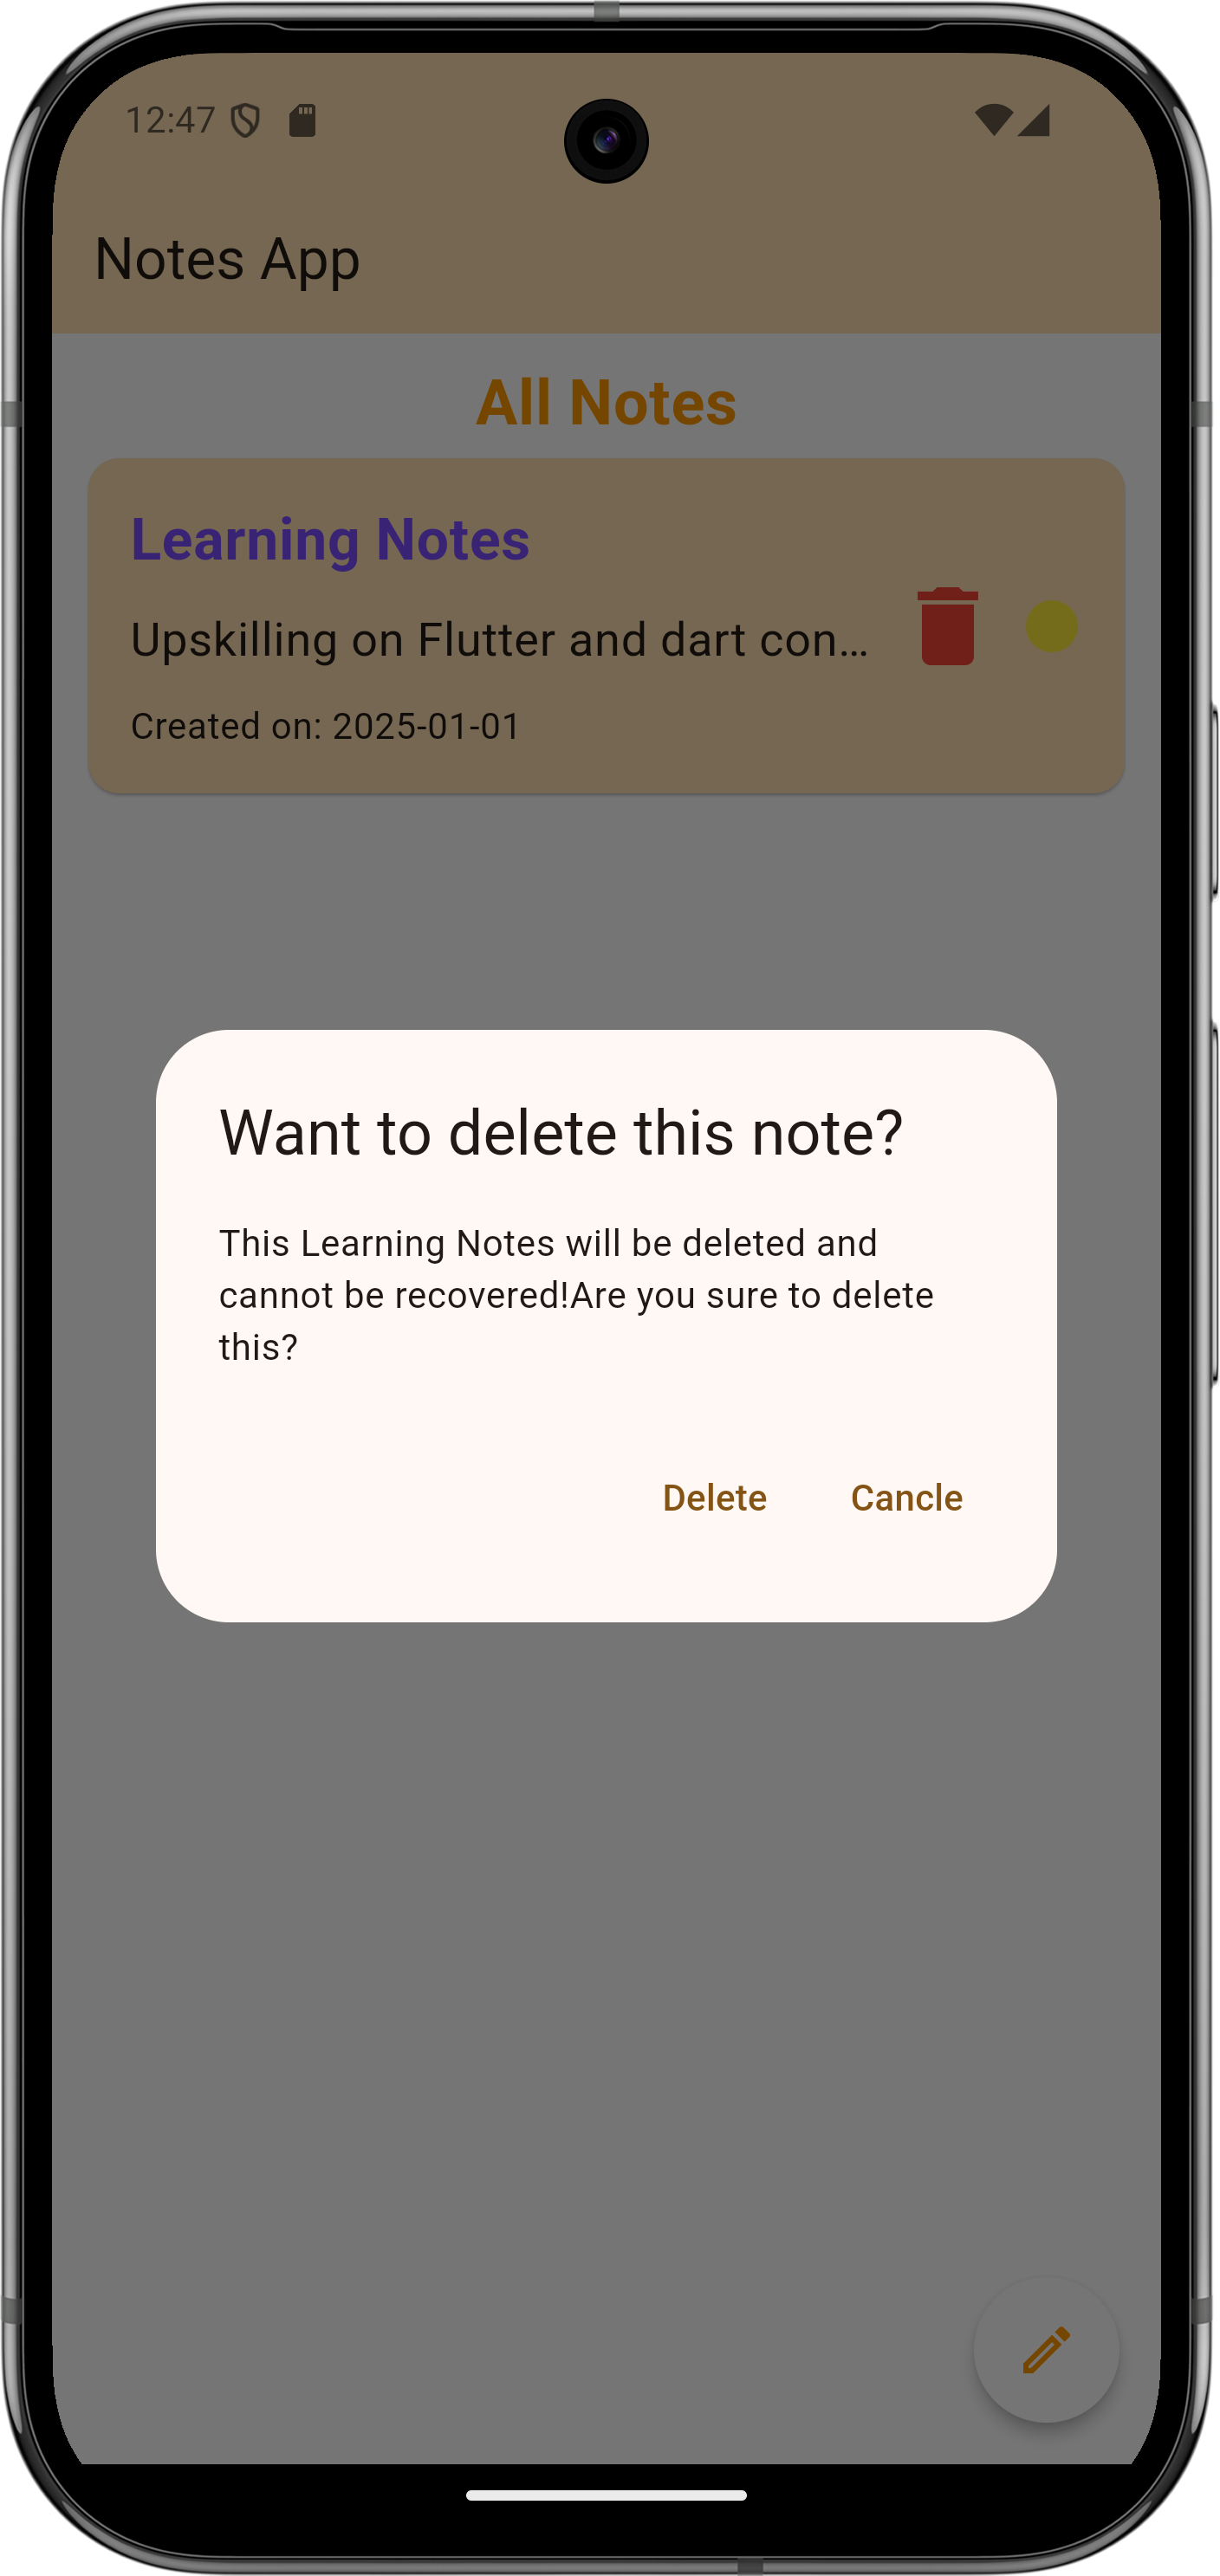 12:47
Notes App
All Notes
Learning Notes
Upskilling on Flutter and dart con...
Created on: 2025-01-01
Want to delete this note?
This Learning Notes will be deleted and
cannot be recovered!Are you sure to delete
this?
Delete Cancle